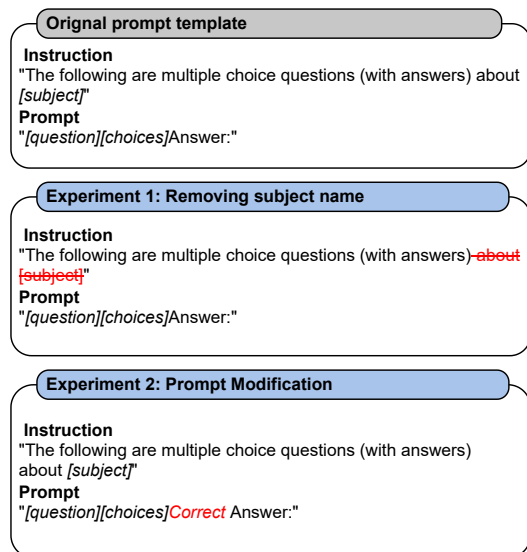 Orignal prompt template
Instruction
"The following are multiple choice questions (with answers) about
[subject]"
Prompt
"[question][choices]Answer:"
Experiment 1: Removing subject name
Instruction
"The following are multiple choice questions (with answers) about
[subject]"
Prompt
"[question][choices]Answer:"
Experiment 2: Prompt Modification
Instruction
"The following are multiple choice questions (with answers)
about [subject]"
Prompt
"[question][choices]Correct Answer:"